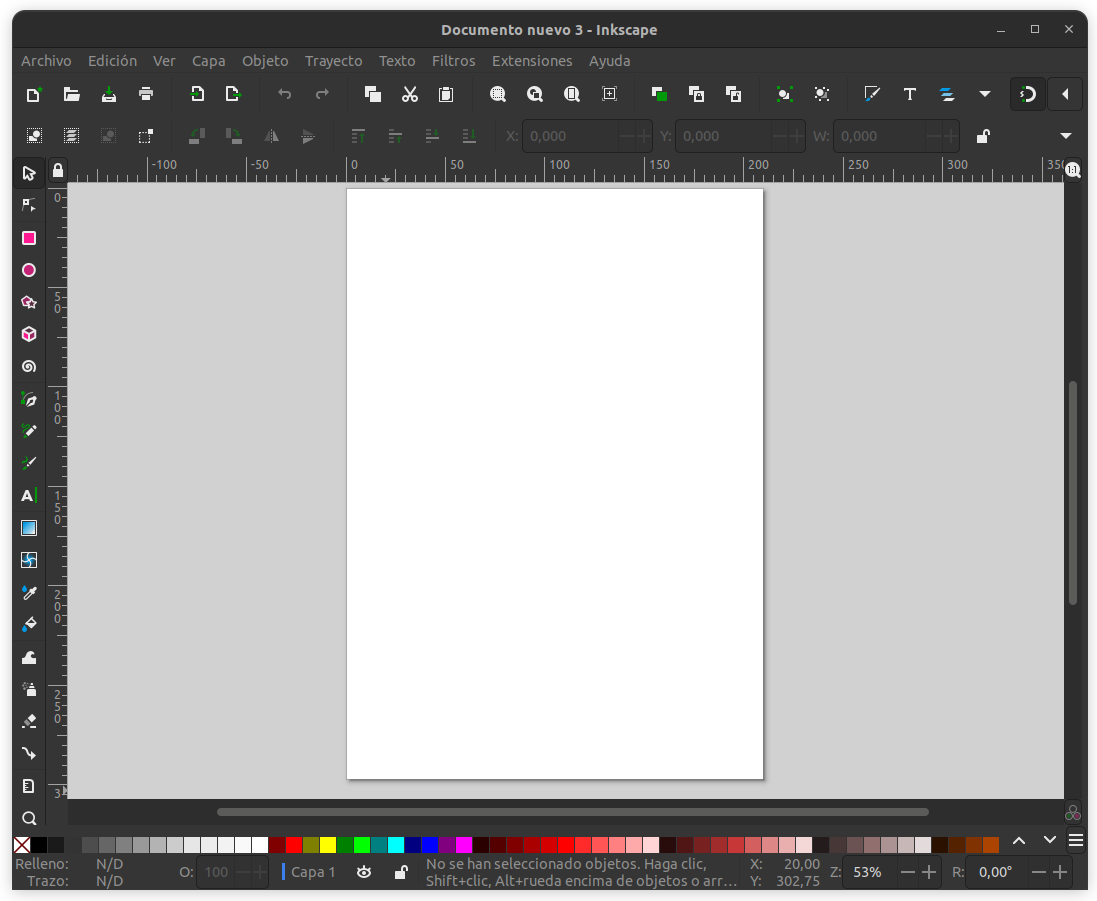 Documento nuevo 3 - Inkscape
Archivo Edición Ver Capa Objeto Trayecto Texto Filtros Extensiones Ayuda
X: 0,000 Y: 0,000 W: 0,000
-100 -50 0 50 100 150 200 250 300 350
1:1
0
50
100
150
200
250
3
Relleno: N/D
Trazo: N/D
O: 100
Capa 1
No se han seleccionado objetos. Haga clic,
Shift+clic, Alt+rueda encima de objetos o arr...
X: 20,00
Y: 302,75
Z: 53%
R: 0,00°